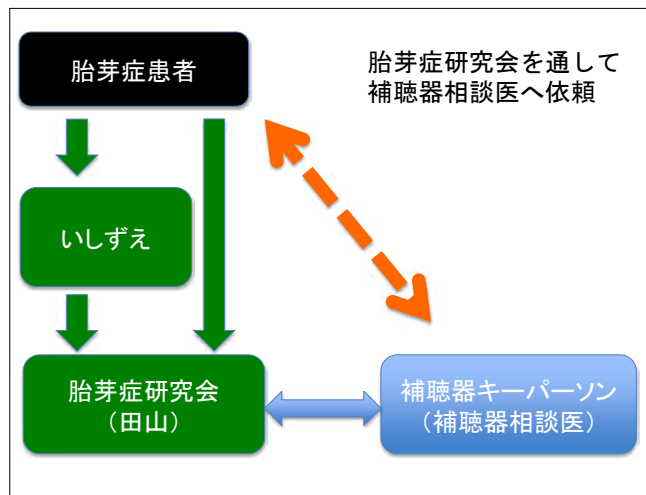 胎芽症患者
胎芽症研究会を通して
補聴器相談医へ依頼
いしずえ
胎芽症研究会
（田山）
補聴器キーパーソン
（補聴器相談医）